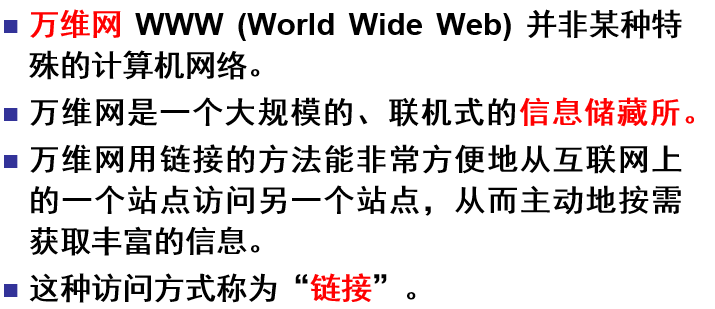 万维网 WWW (World Wide Web) 并非某种特
殊的计算机网络。
万维网是一个大规模的、联机式的信息储藏所。
万维网用链接的方法能非常方便地从互联网上
的一个站点访问另一个站点，从而主动地按需
获取丰富的信息。
这种访问方式称为“链接”。